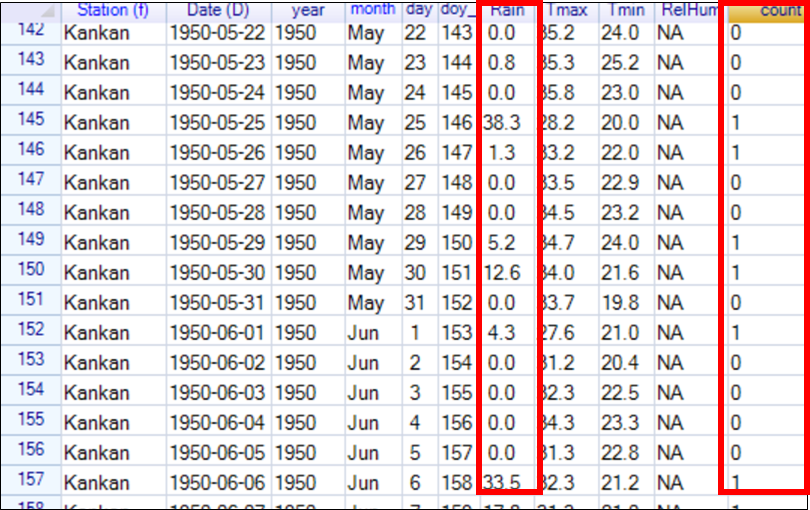 Station (f) Date (D) year month day doy_ Rain Tmax Tmin RelHum count
142 Kankan 1950-05-22 1950 May 22 143 0.0 35.2 24.0 NA 0
143 Kankan 1950-05-23 1950 May 23 144 0.8 35.3 25.2 NA 0
144 Kankan 1950-05-24 1950 May 24 145 0.0 35.8 23.0 NA 0
145 Kankan 1950-05-25 1950 May 25 146 38.3 28.2 20.0 NA 1
146 Kankan 1950-05-26 1950 May 26 147 1.3 33.2 22.0 NA 1
147 Kankan 1950-05-27 1950 May 27 148 0.0 33.5 22.9 NA 0
148 Kankan 1950-05-28 1950 May 28 149 0.0 34.5 23.2 NA 0
149 Kankan 1950-05-29 1950 May 29 150 5.2 34.7 24.0 NA 1
150 Kankan 1950-05-30 1950 May 30 151 12.6 34.0 21.6 NA 1
151 Kankan 1950-05-31 1950 May 31 152 0.0 33.7 19.8 NA 0
152 Kankan 1950-06-01 1950 Jun 1 153 4.3 27.6 21.0 NA 1
153 Kankan 1950-06-02 1950 Jun 2 154 0.0 31.2 20.4 NA 0
154 Kankan 1950-06-03 1950 Jun 3 155 0.0 32.3 22.5 NA 0
155 Kankan 1950-06-04 1950 Jun 4 156 0.0 34.3 23.3 NA 0
156 Kankan 1950-06-05 1950 Jun 5 157 0.0 31.3 22.8 NA 0
157 Kankan 1950-06-06 1950 Jun 6 158 33.5 32.3 21.2 NA 1